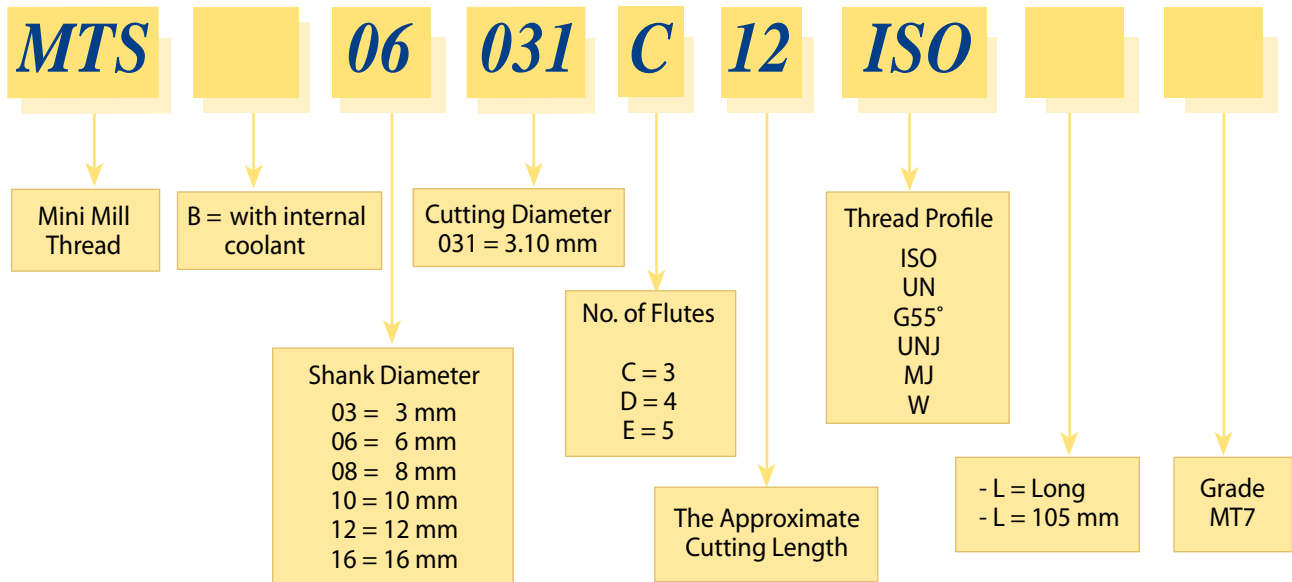 MTS 06 031 C 12 ISO
Mini Mill
Thread
B = with internal
coolant
Shank Diameter
03 = 3 mm
06 = 6 mm
08 = 8 mm
10 = 10 mm
12 = 12 mm
16 = 16 mm
Cutting Diameter
031 = 3.10 mm
No. of Flutes
C = 3
D = 4
E = 5
The Approximate
Cutting Length
Thread Profile
ISO
UN
G55°
UNJ
MJ
W
- L = Long
- L = 105 mm
Grade
MT7